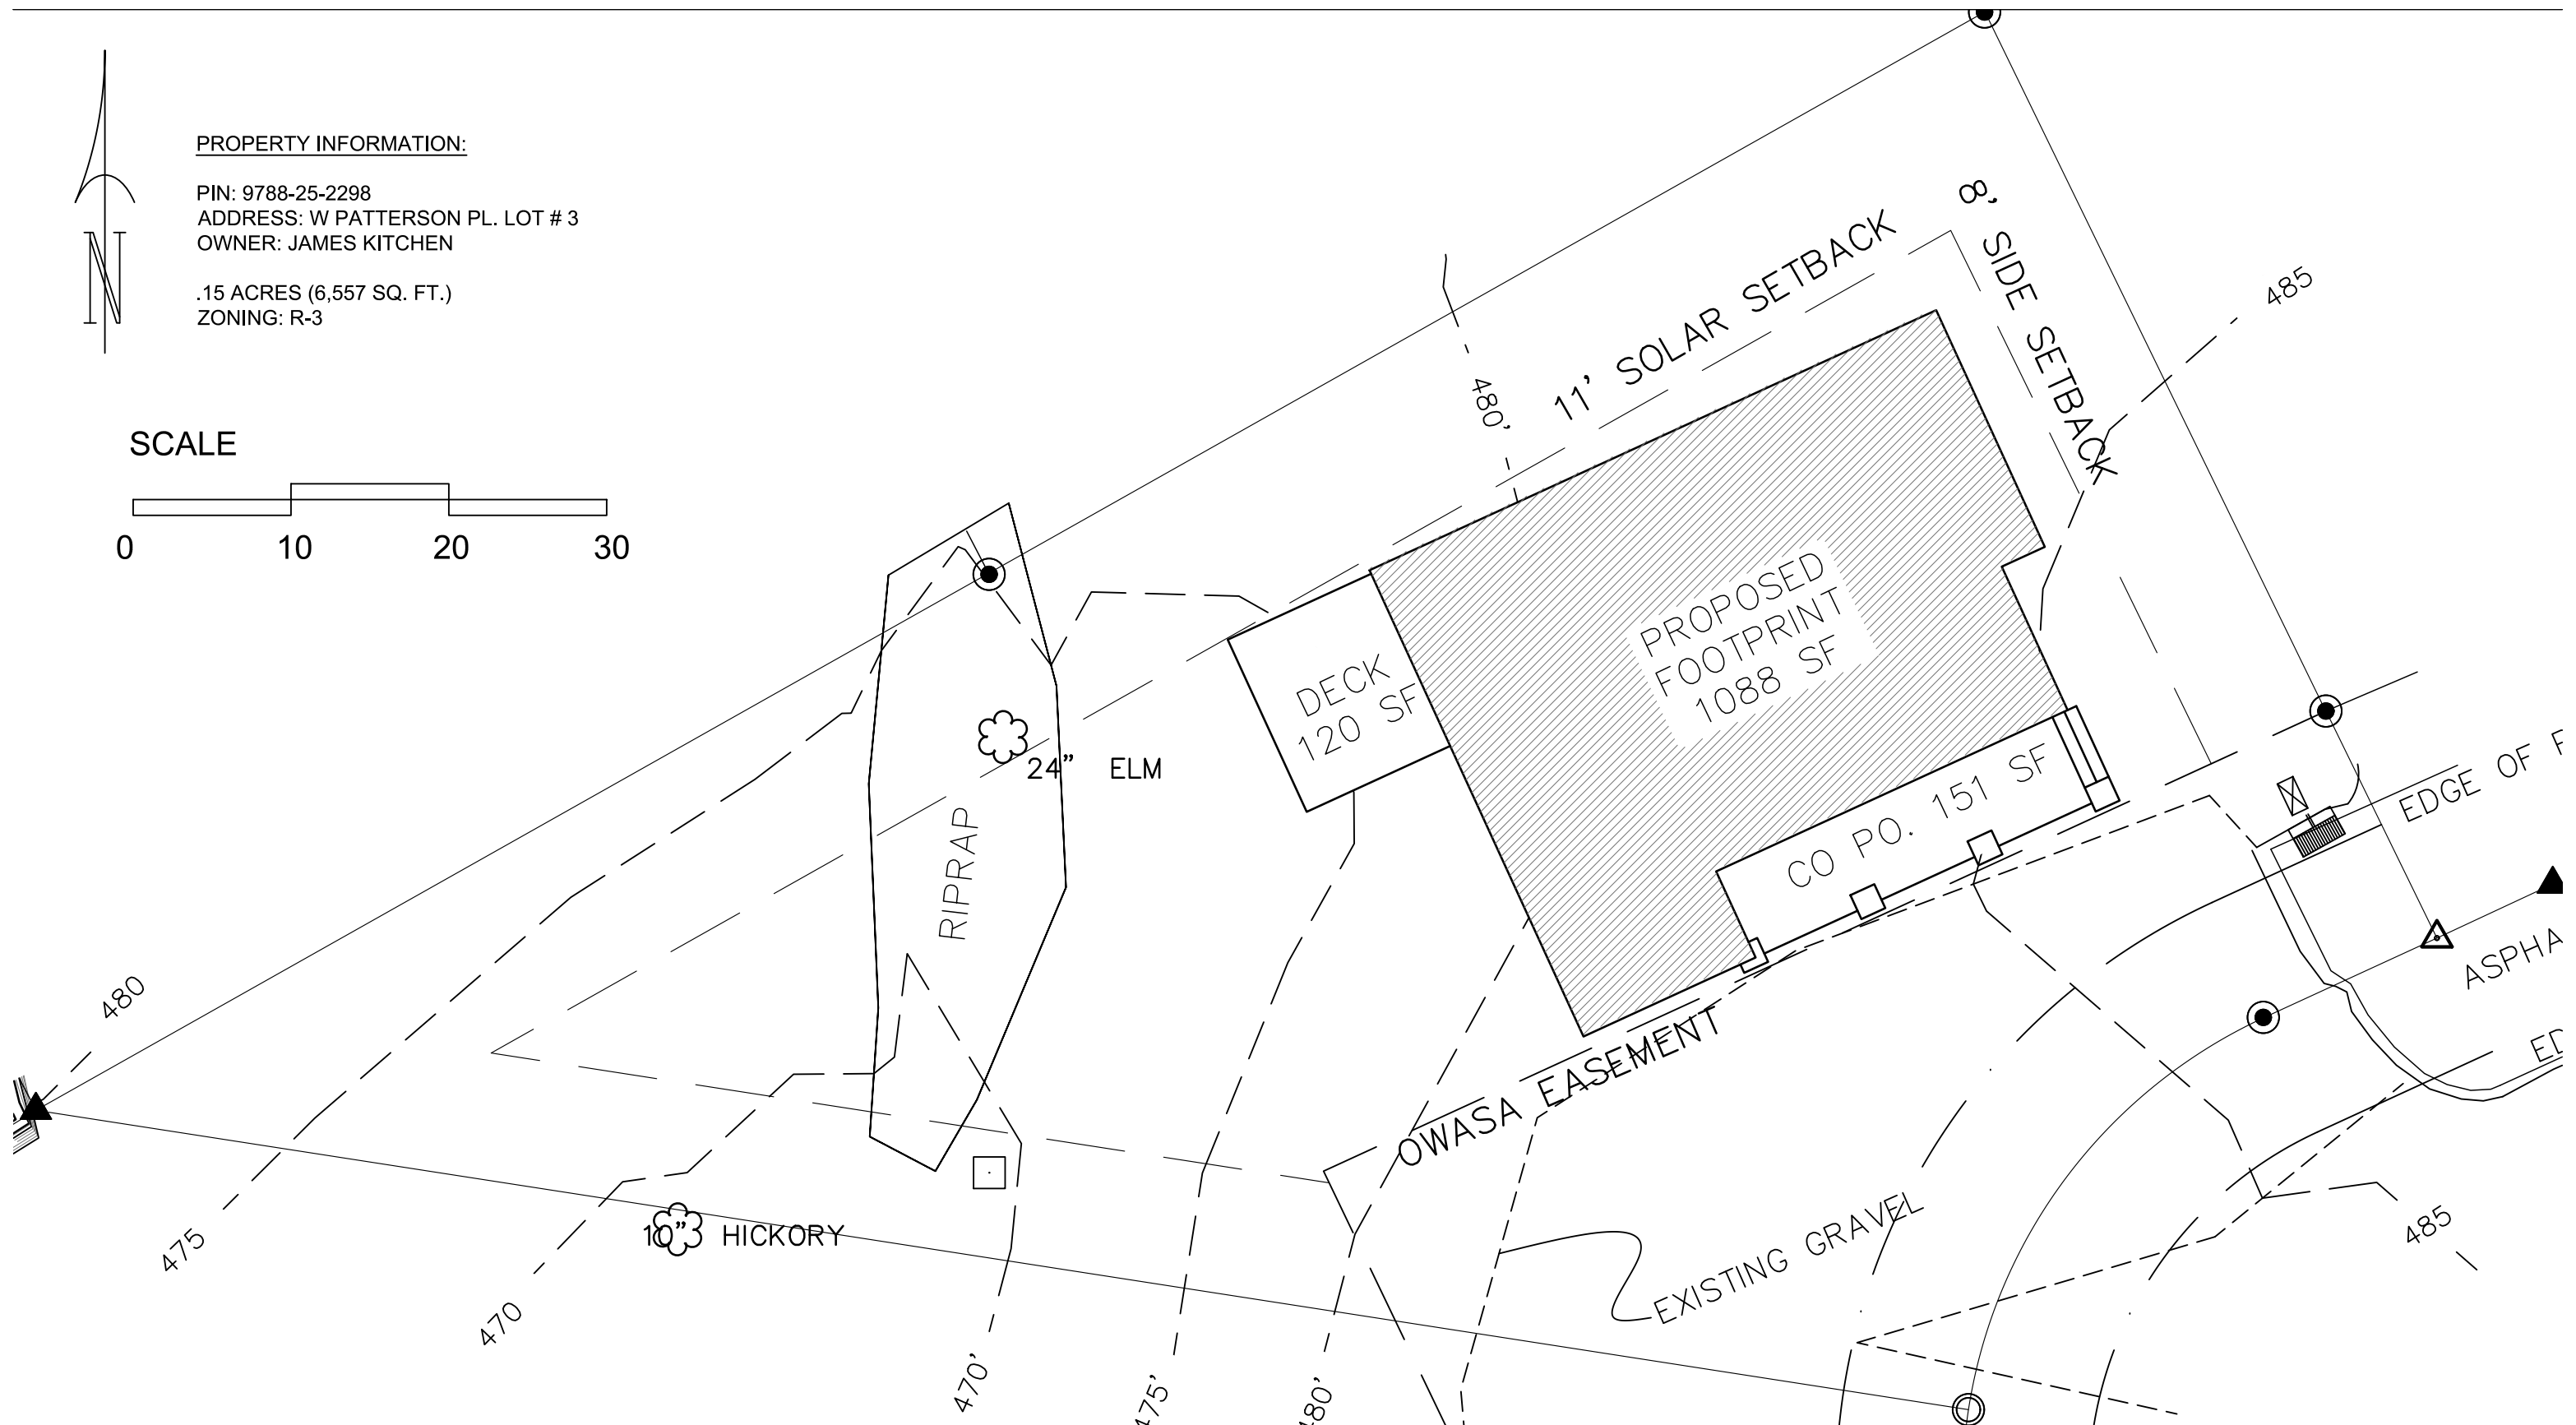 PROPERTY INFORMATION:
PIN: 9788-25-2298
ADDRESS: W PATTERSON PL. LOT # 3
OWNER: JAMES KITCHEN
.15 ACRES (6,557 SQ. FT.)
ZONING: R-3
N
SCALE
0 10 20 30
11' SOLAR SETBACK
8' SIDE SETBACK
485
480'
PROPOSED
FOOTPRINT
1088 SF
DECK
120 SF
24" ELM
RIPRAP
CO PO. 151 SF
EDGE OF
OWASA EASEMENT
EXISTING GRAVEL
480
475
470
10" HICKORY
470'
475'
480'
485